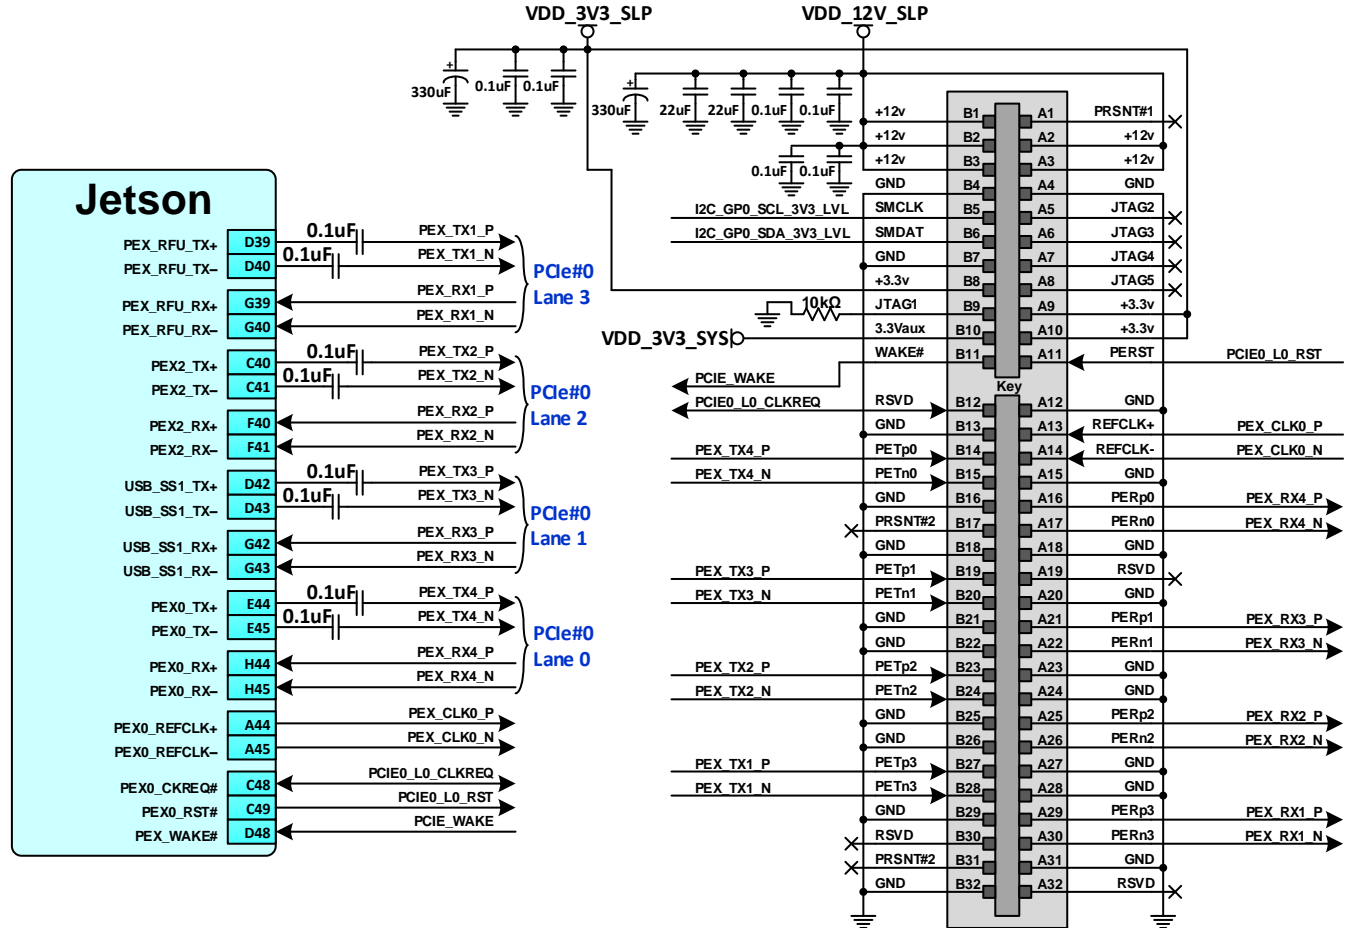 VDD_3V3_SLP
VDD_12V_SLP
330uF 0.1uF 0.1uF
330uF 22uF 22uF 0.1uF 0.1uF
0.1uF 0.1uF
Jetson
PEX_RFU_TX+ D39 0.1uF PEX_TX1_P
PEX_RFU_TX– D40 0.1uF PEX_TX1_N
PEX_RFU_RX+ G39 PEX_RX1_P
PEX_RFU_RX– G40 PEX_RX1_N
PCIe#0
Lane 3
PEX2_TX+ C40 0.1uF PEX_TX2_P
PEX2_TX– C41 0.1uF PEX_TX2_N
PEX2_RX+ F40 PEX_RX2_P
PEX2_RX– F41 PEX_RX2_N
PCIe#0
Lane 2
USB_SS1_TX+ D42 0.1uF PEX_TX3_P
USB_SS1_TX– D43 0.1uF PEX_TX3_N
USB_SS1_RX+ G42 PEX_RX3_P
USB_SS1_RX– G43 PEX_RX3_N
PCIe#0
Lane 1
PEX0_TX+ E44 0.1uF PEX_TX4_P
PEX0_TX– E45 0.1uF PEX_TX4_N
PEX0_RX+ H44 PEX_RX4_P
PEX0_RX– H45 PEX_RX4_N
PCIe#0
Lane 0
PEX0_REFCLK+ A44 PEX_CLK0_P
PEX0_REFCLK– A45 PEX_CLK0_N
PEX0_CKREQ# C48 PCIE0_L0_CLKREQ
PEX0_RST# C49 PCIE0_L0_RST
PEX_WAKE# D48 PCIE_WAKE
+12v B1 A1 PRSNT#1
+12v B2 A2 +12v
+12v B3 A3 +12v
GND B4 A4 GND
I2C_GP0_SCL_3V3_LVL SMCLK B5 A5 JTAG2
I2C_GP0_SDA_3V3_LVL SMDAT B6 A6 JTAG3
GND B7 A7 JTAG4
+3.3v B8 A8 JTAG5
10kΩ JTAG1 B9 A9 +3.3v
VDD_3V3_SYS 3.3Vaux B10 A10 +3.3v
WAKE# B11 A11 PERST PCIE0_L0_RST
PCIE_WAKE Key
PCIE0_L0_CLKREQ RSVD B12 A12 GND
GND B13 A13 REFCLK+ PEX_CLK0_P
PEX_TX4_P PETp0 B14 A14 REFCLK- PEX_CLK0_N
PEX_TX4_N PETn0 B15 A15 GND
GND B16 A16 PERp0 PEX_RX4_P
PRSNT#2 B17 A17 PERn0 PEX_RX4_N
GND B18 A18 GND
PEX_TX3_P PETp1 B19 A19 RSVD
PEX_TX3_N PETn1 B20 A20 GND
GND B21 A21 PERp1 PEX_RX3_P
GND B22 A22 PERn1 PEX_RX3_N
PEX_TX2_P PETp2 B23 A23 GND
PEX_TX2_N PETn2 B24 A24 GND
GND B25 A25 PERp2 PEX_RX2_P
GND B26 A26 PERn2 PEX_RX2_N
PEX_TX1_P PETp3 B27 A27 GND
PEX_TX1_N PETn3 B28 A28 GND
GND B29 A29 PERp3 PEX_RX1_P
RSVD B30 A30 PERn3 PEX_RX1_N
PRSNT#2 B31 A31 GND
GND B32 A32 RSVD